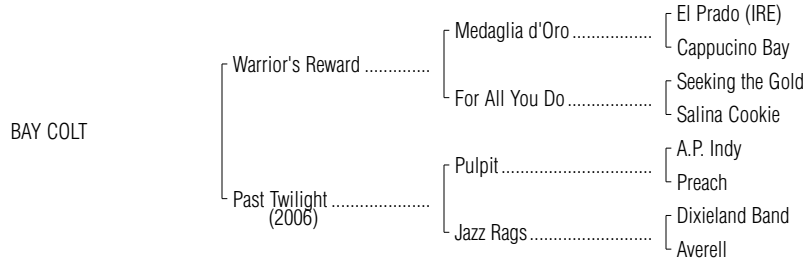 El Prado (IRE)
Medaglia d'Oro ..................
Cappucino Bay
Warrior's Reward ..............
Seeking the Gold
For All You Do ..................
Salina Cookie
BAY COLT
A.P. Indy
Pulpit ..................................
Preach
Past Twilight .....................
(2006)
Dixieland Band
Jazz Rags ...........................
Averell